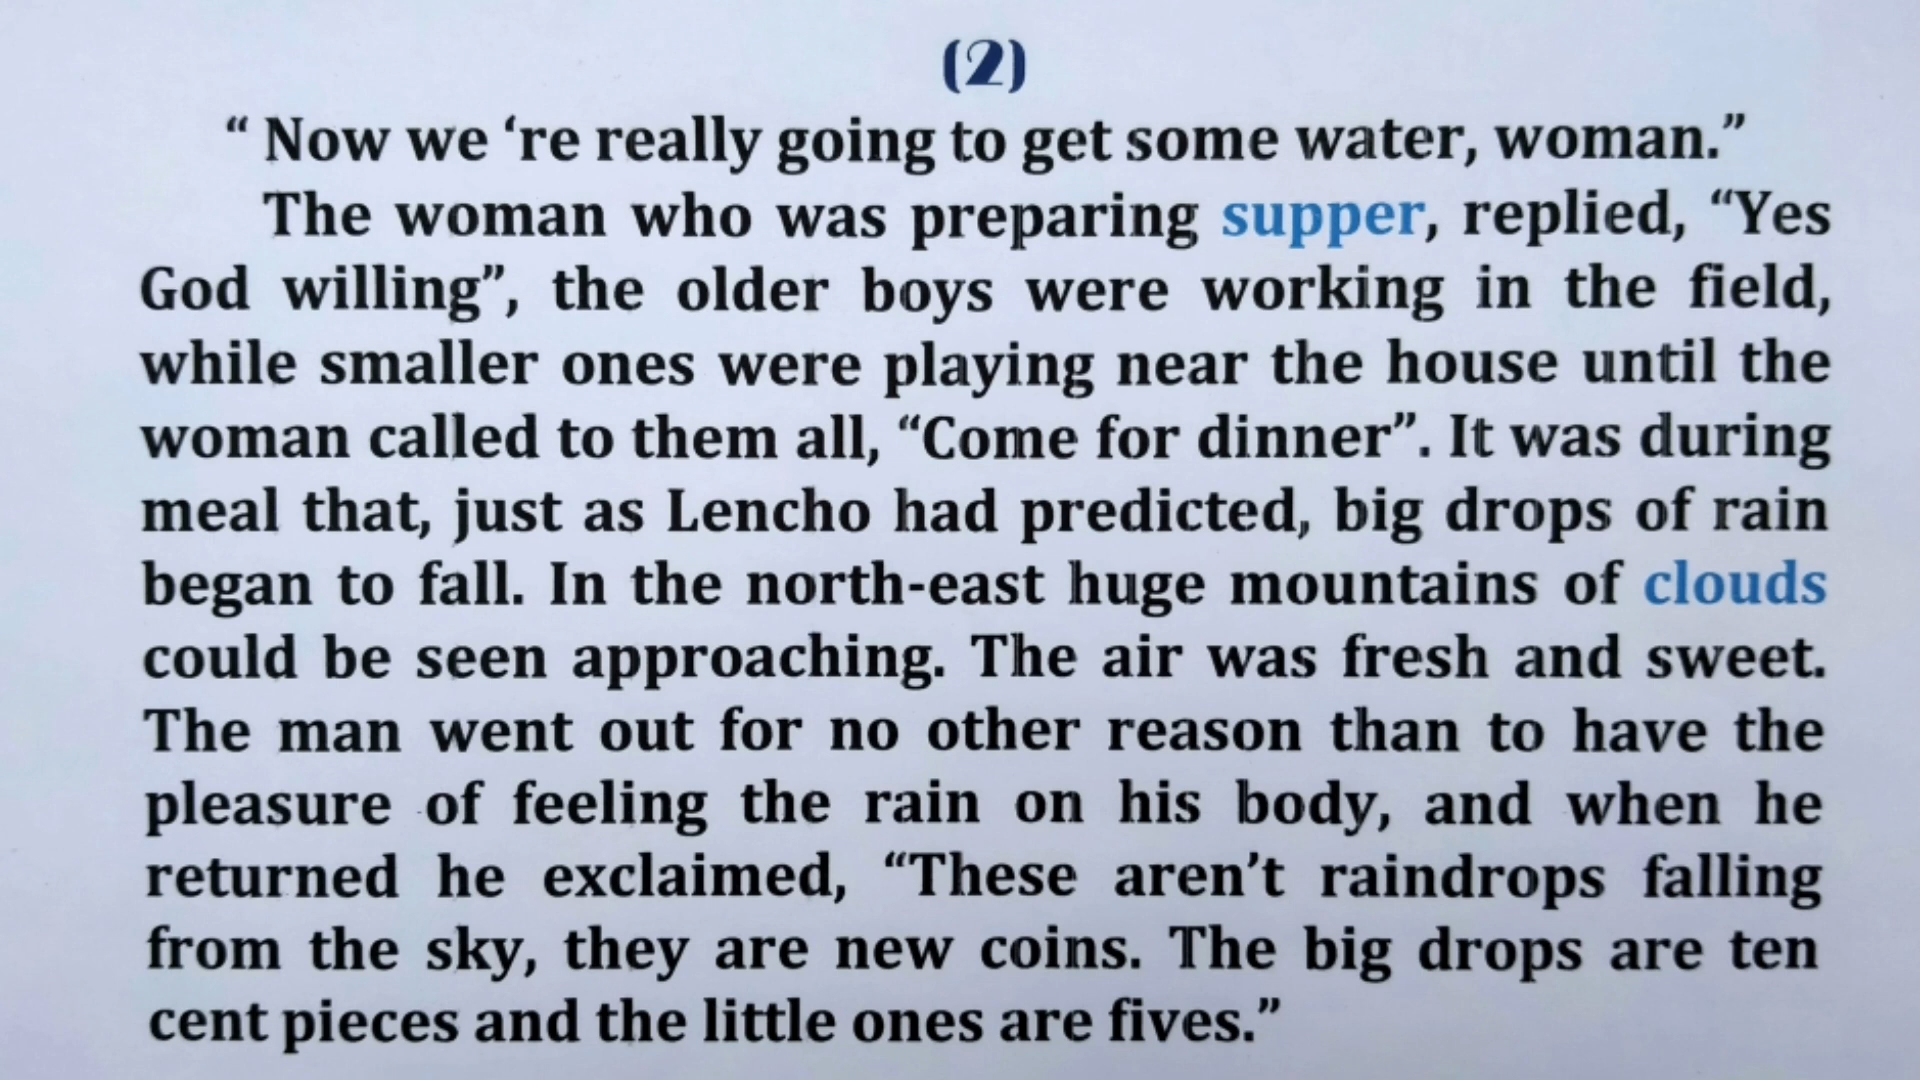 (2)
“ Now we ‘re really going to get some water, woman.”
The woman who was preparing supper, replied, “Yes
God willing”, the older boys were working in the field,
while smaller ones were playing near the house until the
woman called to them all, “Come for dinner”. It was during
meal that, just as Lencho had predicted, big drops of rain
began to fall. In the north-east huge mountains of clouds
could be seen approaching. The air was fresh and sweet.
The man went out for no other reason than to have the
pleasure of feeling the rain on his body, and when he
returned he exclaimed, “These aren’t raindrops falling
from the sky, they are new coins. The big drops are ten
cent pieces and the little ones are fives.”